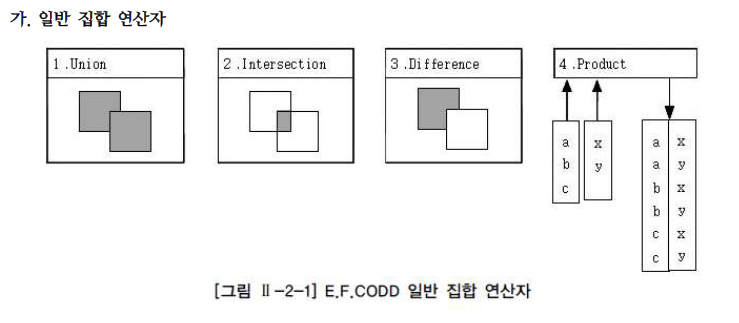 가. 일반 집합 연산자
1.Union
2.Intersection
3.Difference
4.Product
a
b
c
x
y
a x
a y
b x
b y
c x
c y
[그림 Ⅱ-2-1] E.F.CODD 일반 집합 연산자